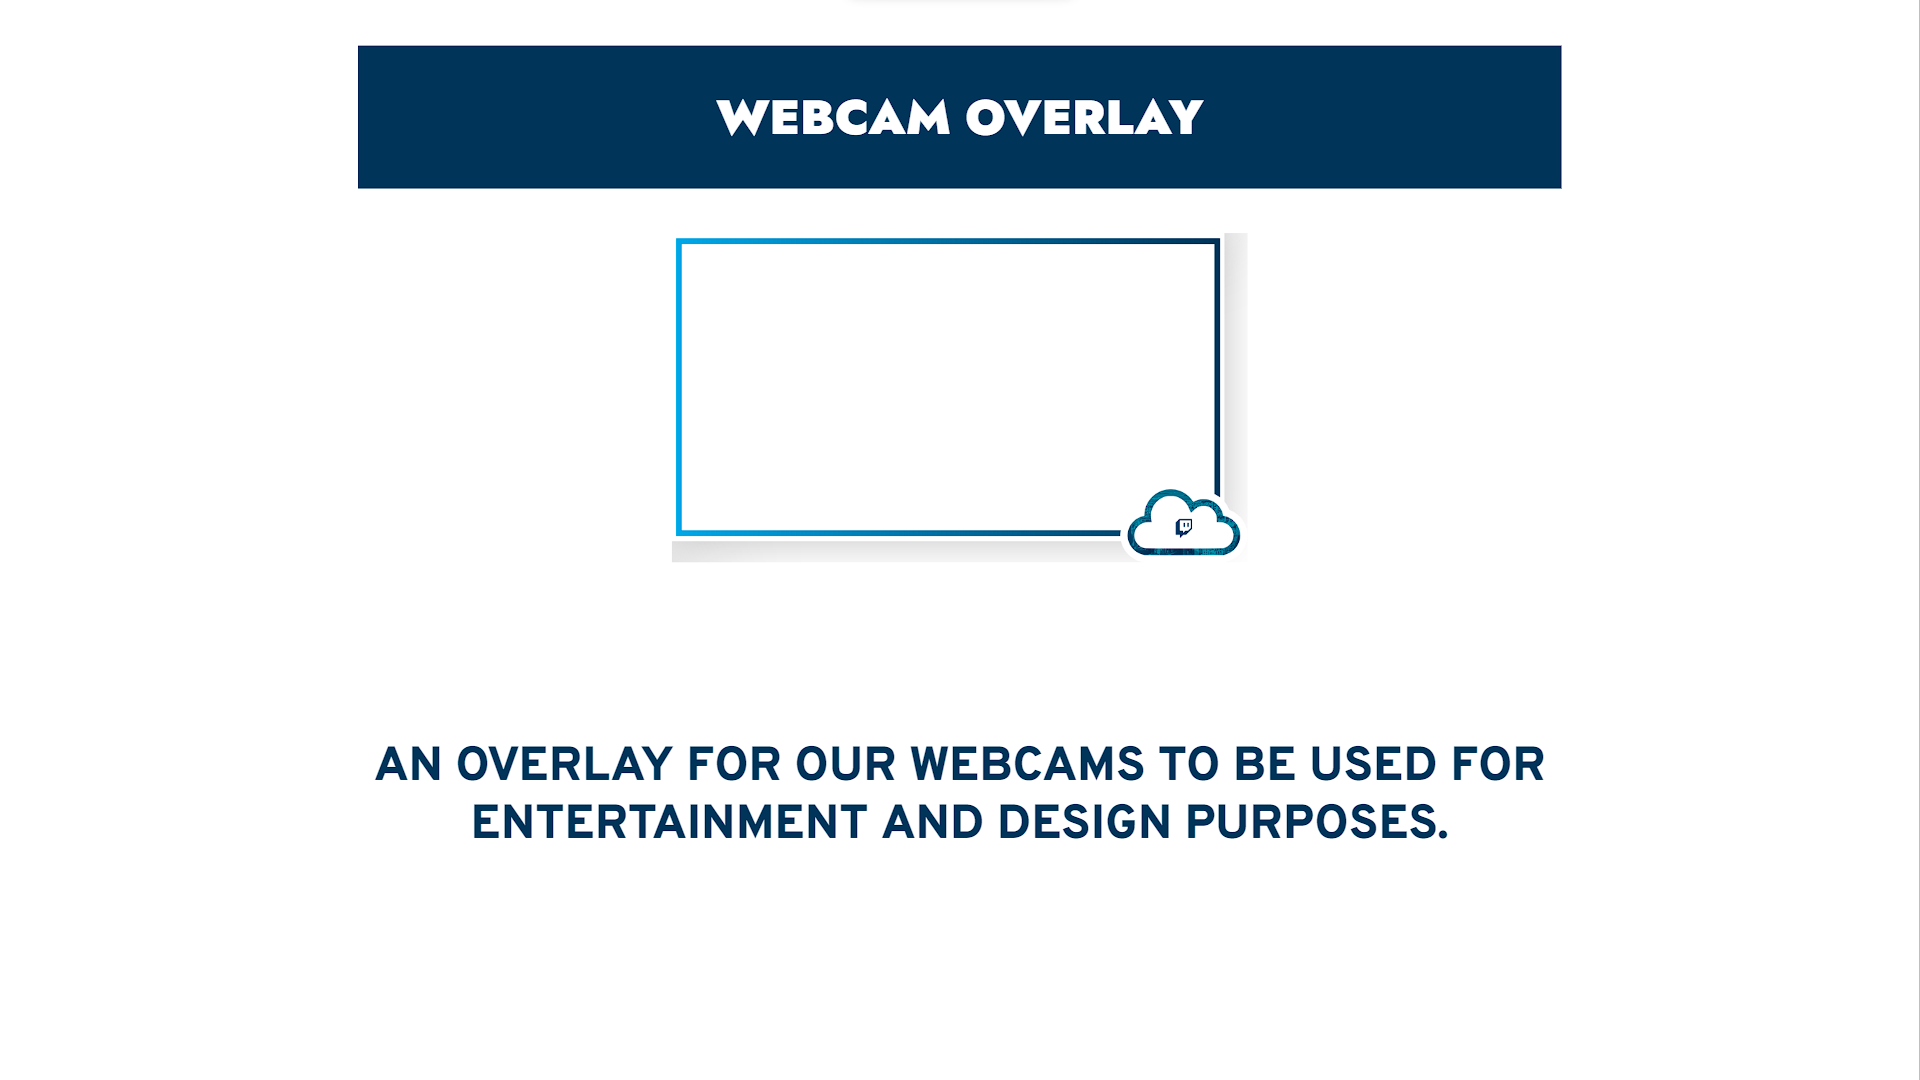 WEBCAM OVERLAY
AN OVERLAY FOR OUR WEBCAMS TO BE USED FOR
ENTERTAINMENT AND DESIGN PURPOSES.